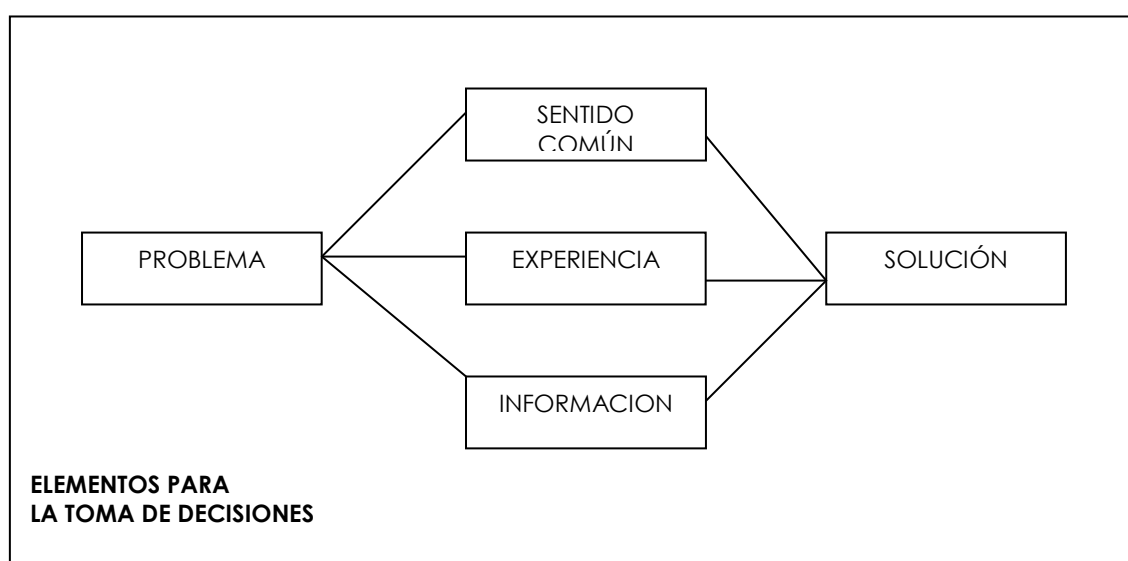 SENTIDO
COMÚN
PROBLEMA
EXPERIENCIA
SOLUCIÓN
INFORMACION
ELEMENTOS PARA
LA TOMA DE DECISIONES